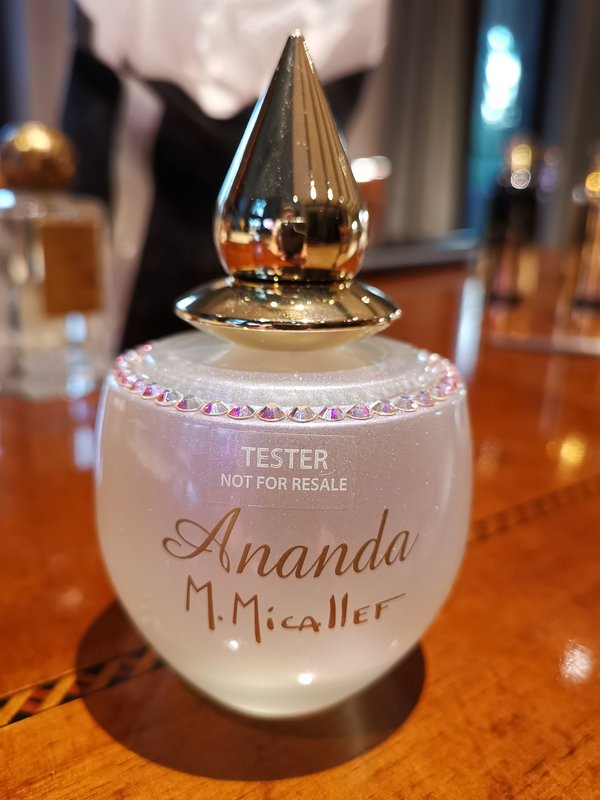 TESTER
NOT FOR RESALE
Ananda
M.Micallef